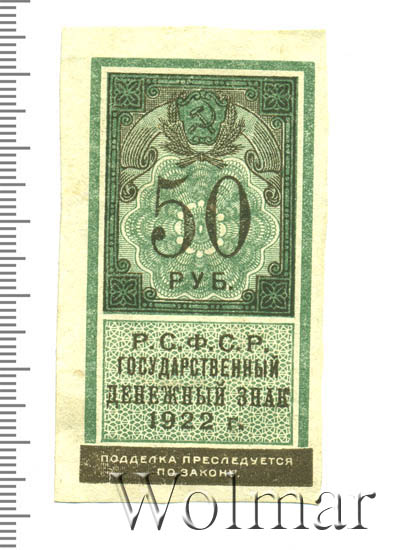 50
РУБ.
Р.С.Ф.С.Р.
ГОСУДАРСТВЕННЫЙ
ДЕНЕЖНЫЙ ЗНАК
1922 г.
ПОДДЕЛКА ПРЕСЛЕДУЕТСЯ
ПО ЗАКОНУ.
Wolmar